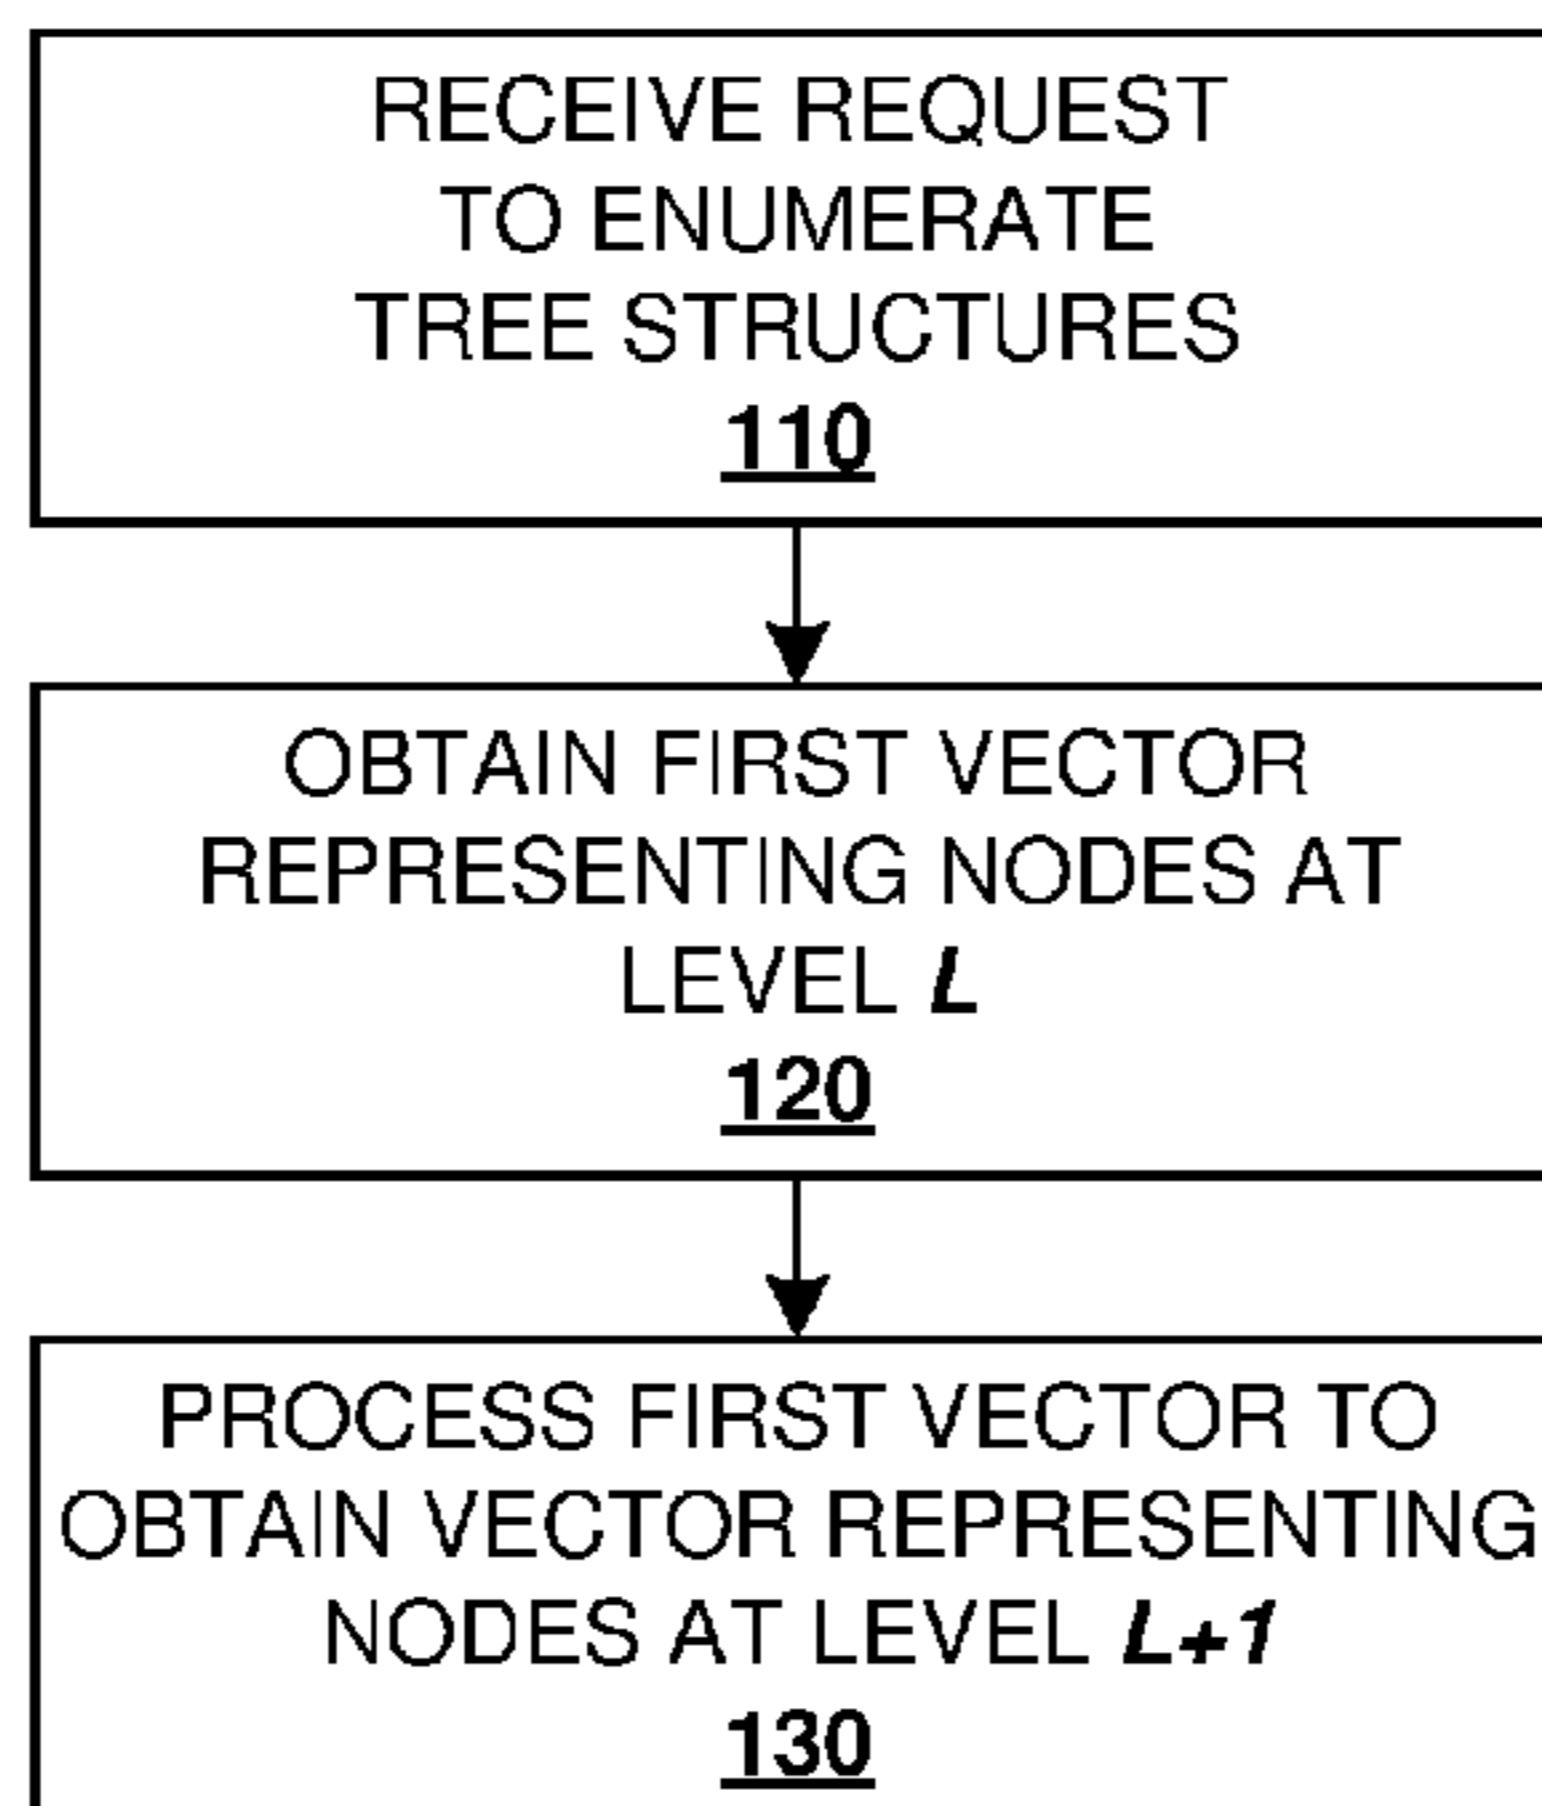 RECEIVE REQUEST
TO ENUMERATE
TREE STRUCTURES
110
OBTAIN FIRST VECTOR
REPRESENTING NODES AT
LEVEL L
120
PROCESS FIRST VECTOR TO
OBTAIN VECTOR REPRESENTING
NODES AT LEVEL L+1
130